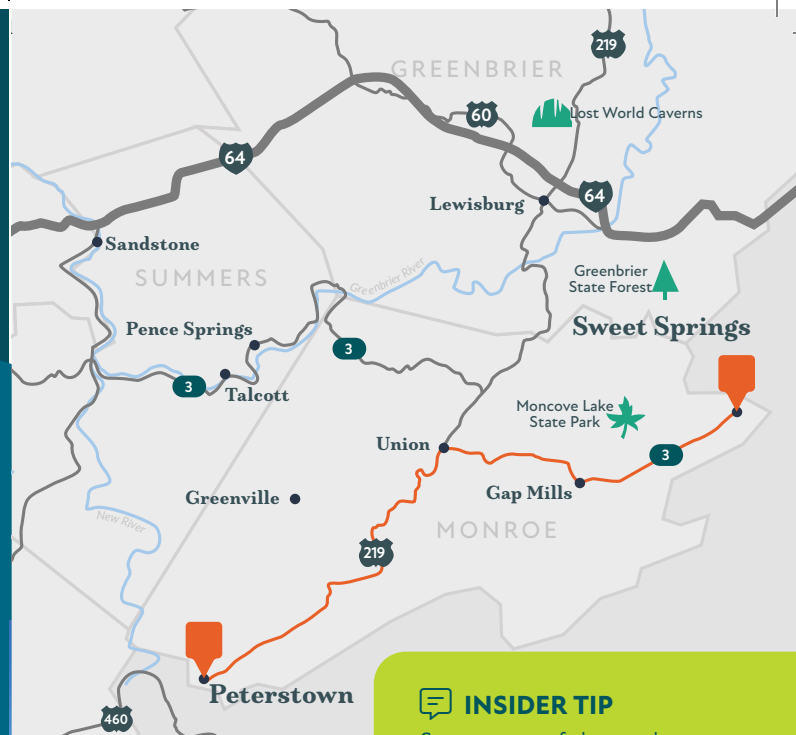 219
GREENBRIER
60
Lost World Caverns
64
64
Lewisburg
Sandstone
Greenbrier
State Forest
SUMMERS
Greenbrier River
Sweet Springs
Pence Springs
3
3
Talcott
Moncove Lake
State Park
Union
3
Gap Mills
Greenville
New River
MONROE
219
Peterstown
460
INSIDER TIP